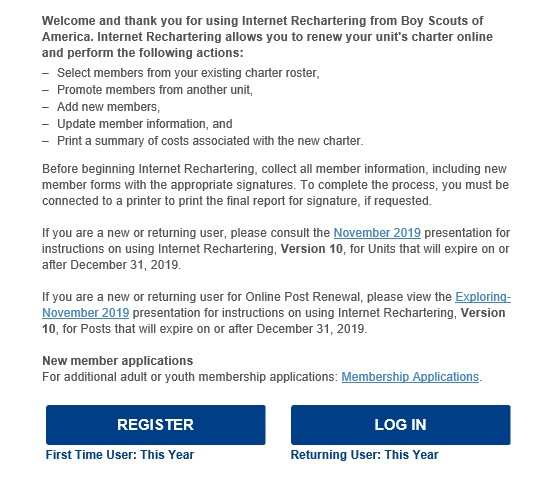 Welcome and thank you for using Internet Rechartering from Boy Scouts of
America. Internet Rechartering allows you to renew your unit's charter online
and perform the following actions:
– Select members from your existing charter roster,
– Promote members from another unit,
– Add new members,
– Update member information, and
– Print a summary of costs associated with the new charter.
Before beginning Internet Rechartering, collect all member information, including new
member forms with the appropriate signatures. To complete the process, you must be
connected to a printer to print the final report for signature, if requested.
If you are a new or returning user, please consult the November 2019 presentation for
instructions on using Internet Rechartering, Version 10, for Units that will expire on or
after December 31, 2019.
If you are a new or returning user for Online Post Renewal, please view the Exploring-
November 2019 presentation for instructions on using Internet Rechartering, Version
10, for Posts that will expire on or after December 31, 2019.
New member applications
For additional adult or youth membership applications: Membership Applications.
REGISTER LOG IN
First Time User: This Year Returning User: This Year